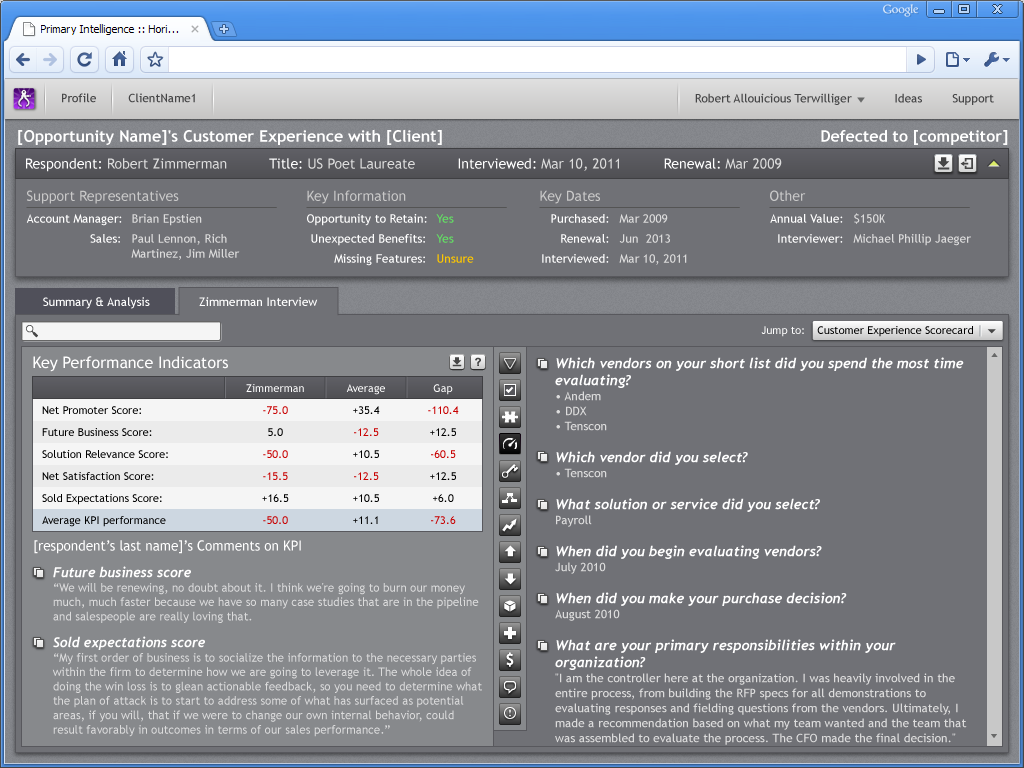 Google
Primary Intelligence :: Hori...
Profile
ClientName1
Robert Allouicious Terwilliger
Ideas
Support
[Opportunity Name]'s Customer Experience with [Client]
Defected to [competitor]
Respondent: Robert Zimmerman
Title: US Poet Laureate
Interviewed: Mar 10, 2011
Renewal: Mar 2009
Support Representatives
Account Manager: Brian Epstien
Sales: Paul Lennon, Rich
Martinez, Jim Miller
Key Information
Opportunity to Retain: Yes
Unexpected Benefits: Yes
Missing Features: Unsure
Key Dates
Purchased: Mar 2009
Renewal: Jun 2013
Interviewed: Mar 10, 2011
Other
Annual Value: $150K
Interviewer: Michael Phillip Jaeger
Summary & Analysis
Zimmerman Interview
Jump to: Customer Experience Scorecard
Key Performance Indicators
?
Zimmerman Average Gap
Net Promoter Score: -75.0 +35.4 -110.4
Future Business Score: 5.0 -12.5 +12.5
Solution Relevance Score: -50.0 +10.5 -60.5
Net Satisfaction Score: -15.5 -12.5 +12.5
Sold Expectations Score: +16.5 +10.5 +6.0
Average KPI performance -50.0 +11.1 -73.6
[respondent's last name]'s Comments on KPI
Future business score
“We will be renewing, no doubt about it. I think we're going to burn our money
much, much faster because we have so many case studies that are in the pipeline
and salespeople are really loving that.
Sold expectations score
“My first order of business is to socialize the information to the necessary parties
within the firm to determine how we are going to leverage it. The whole idea of
doing the win loss is to glean actionable feedback, so you need to determine what
the plan of attack is to start to address some of what has surfaced as potential
areas, if you will, that if we were to change our own internal behavior, could
result favorably in outcomes in terms of our sales performance.”
$
Which vendors on your short list did you spend the most time
evaluating?
• Andem
• DDX
• Tenscon
Which vendor did you select?
• Tenscon
What solution or service did you select?
Payroll
When did you begin evaluating vendors?
July 2010
When did you make your purchase decision?
August 2010
What are your primary responsibilities within your
organization?
"I am the controller here at the organization. I was heavily involved in the
entire process, from building the RFP specs for all demonstrations to
evaluating responses and fielding questions from the vendors. Ultimately, I
made a recommendation based on what my team wanted and the team that
was assembled to evaluate the process. The CFO made the final decision."